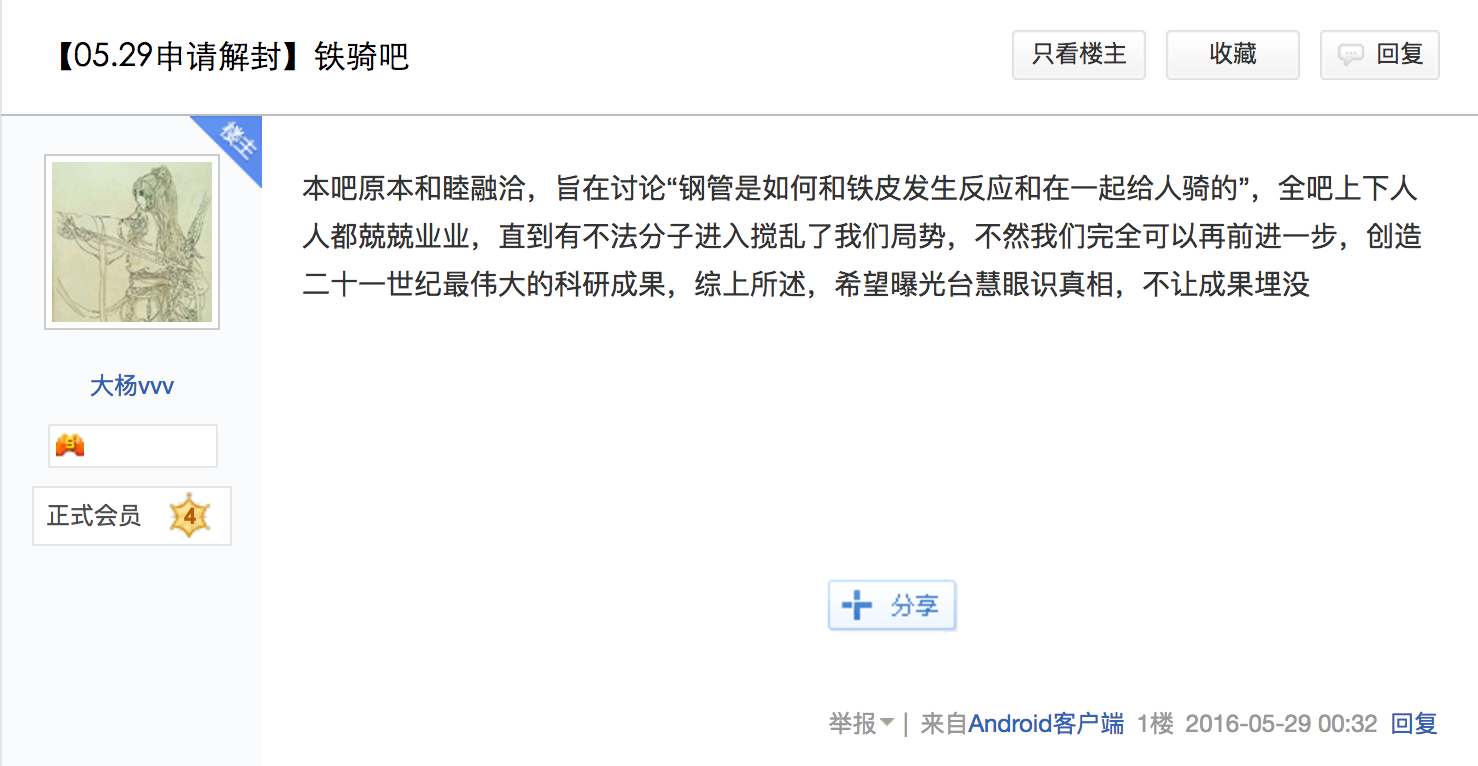 【05.29申请解封】铁骑吧
只看楼主
收藏
回复
楼主
本吧原本和睦融洽，旨在讨论“钢管是如何和铁皮发生反应和在一起给人骑的”，全吧上下人
人都兢兢业业，直到有不法分子进入搅乱了我们局势，不然我们完全可以再前进一步，创造
二十一世纪最伟大的科研成果，综上所述，希望曝光台慧眼识真相，不让成果埋没
大杨vvv
正式会员 4
分享
举报 | 来自Android客户端 1楼 2016-05-29 00:32 回复